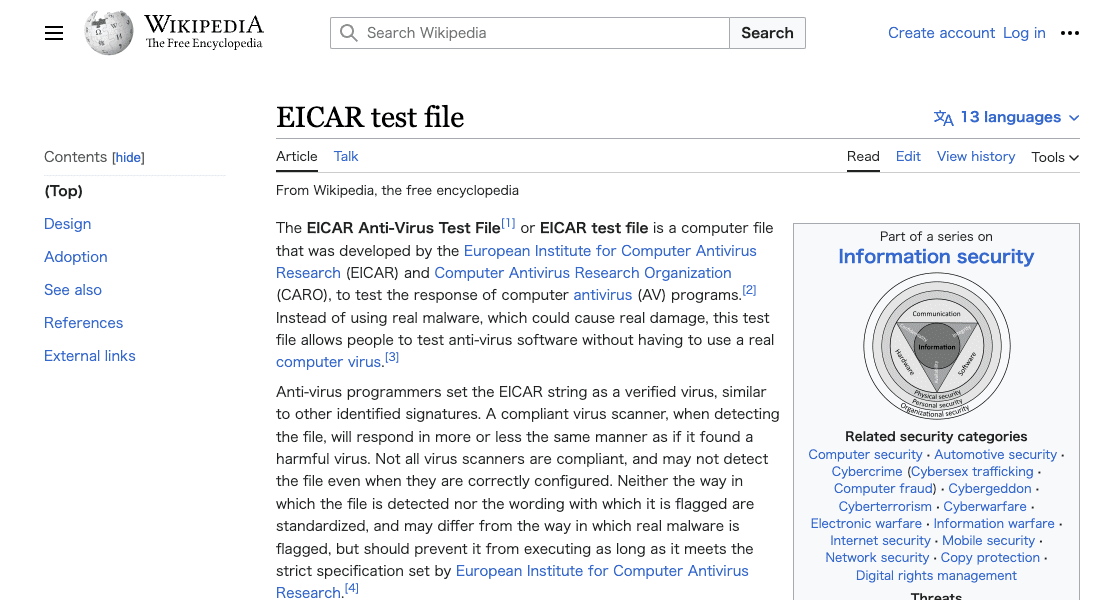 WIKIPEDIA
The Free Encyclopedia
Search Wikipedia
Search
Create account Log in
EICAR test file
13 languages
Contents [hide]
Article Talk
Read Edit View history Tools
(Top)
Design
Adoption
See also
References
External links
From Wikipedia, the free encyclopedia
The EICAR Anti-Virus Test File[1] or EICAR test file is a computer file
that was developed by the European Institute for Computer Antivirus
Research (EICAR) and Computer Antivirus Research Organization
(CARO), to test the response of computer antivirus (AV) programs.[2]
Instead of using real malware, which could cause real damage, this test
file allows people to test anti-virus software without having to use a real
computer virus.[3]
Anti-virus programmers set the EICAR string as a verified virus, similar
to other identified signatures. A compliant virus scanner, when detecting
the file, will respond in more or less the same manner as if it found a
harmful virus. Not all virus scanners are compliant, and may not detect
the file even when they are correctly configured. Neither the way in
which the file is detected nor the wording with which it is flagged are
standardized, and may differ from the way in which real malware is
flagged, but should prevent it from executing as long as it meets the
strict specification set by European Institute for Computer Antivirus
Research.[4]
Part of a series on
Information security
Communication
Information
Hardware
Software
Physical security
Personal security
Organizational security
Related security categories
Computer security · Automotive security ·
Cybercrime (Cybersex trafficking ·
Computer fraud) · Cybergeddon ·
Cyberterrorism · Cyberwarfare ·
Electronic warfare · Information warfare ·
Internet security · Mobile security ·
Network security · Copy protection ·
Digital rights management
Threats